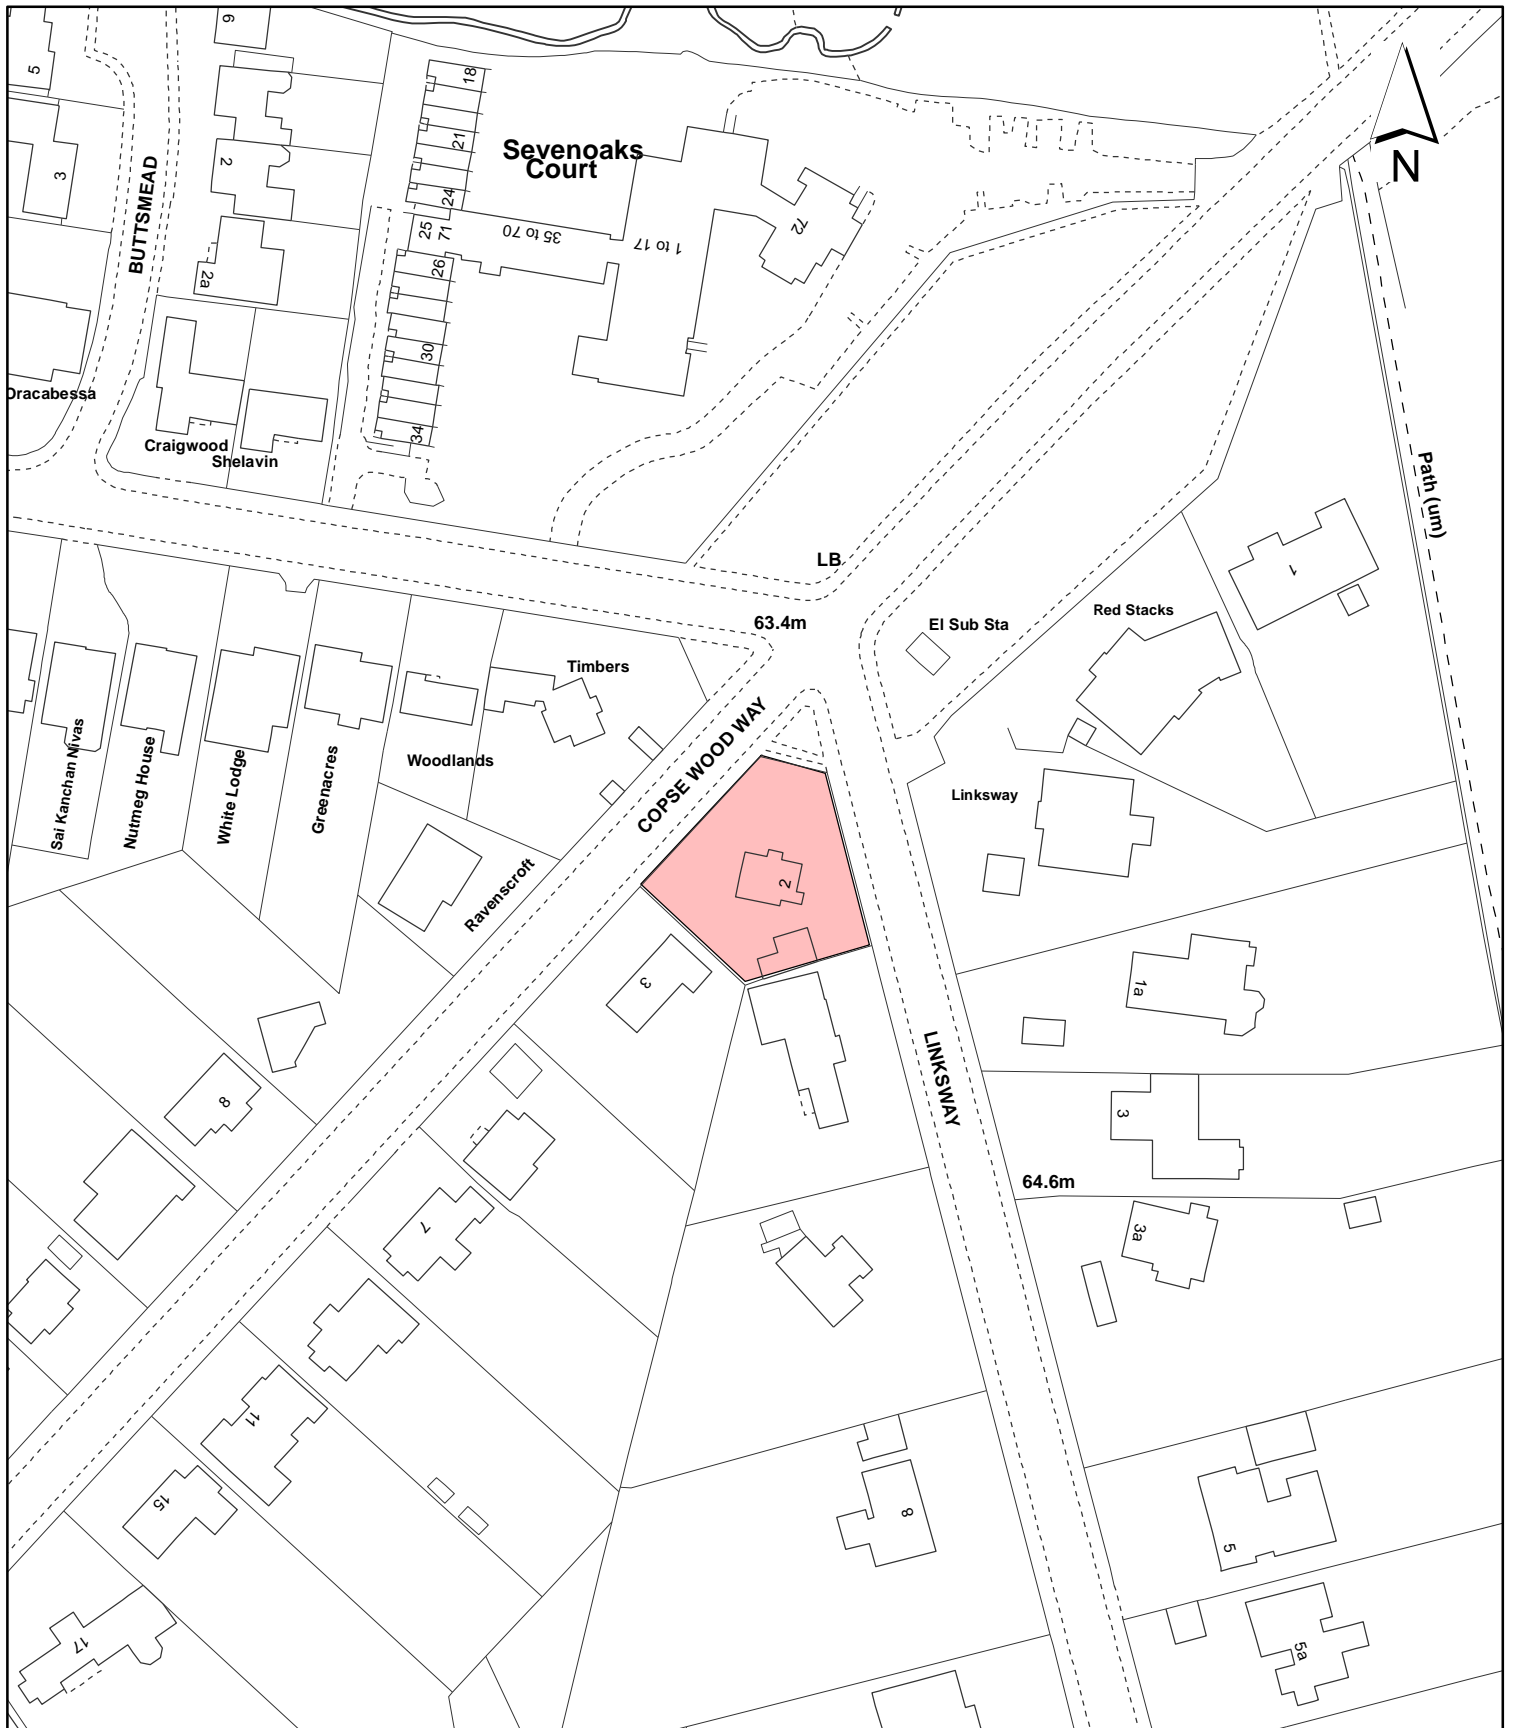 6
5
18
21
Sevenoaks
Court
3
2
24
BUTTSMEAD
25
71
35 to 70
1 to 17
72
N
2a
26
30
Oracabessa
34
Craigwood
Shelavin
Path (um)
LB
1
63.4m
El Sub Sta
Red Stacks
Timbers
Sai Kanchan Nivas
Nutmeg House
White Lodge
Greenacres
Woodlands
COPSE WOOD WAY
Linksway
Ravenscroft
2
3
1a
LINKSWAY
8
3
64.6m
7
3a
11
15
8
5
17
5a